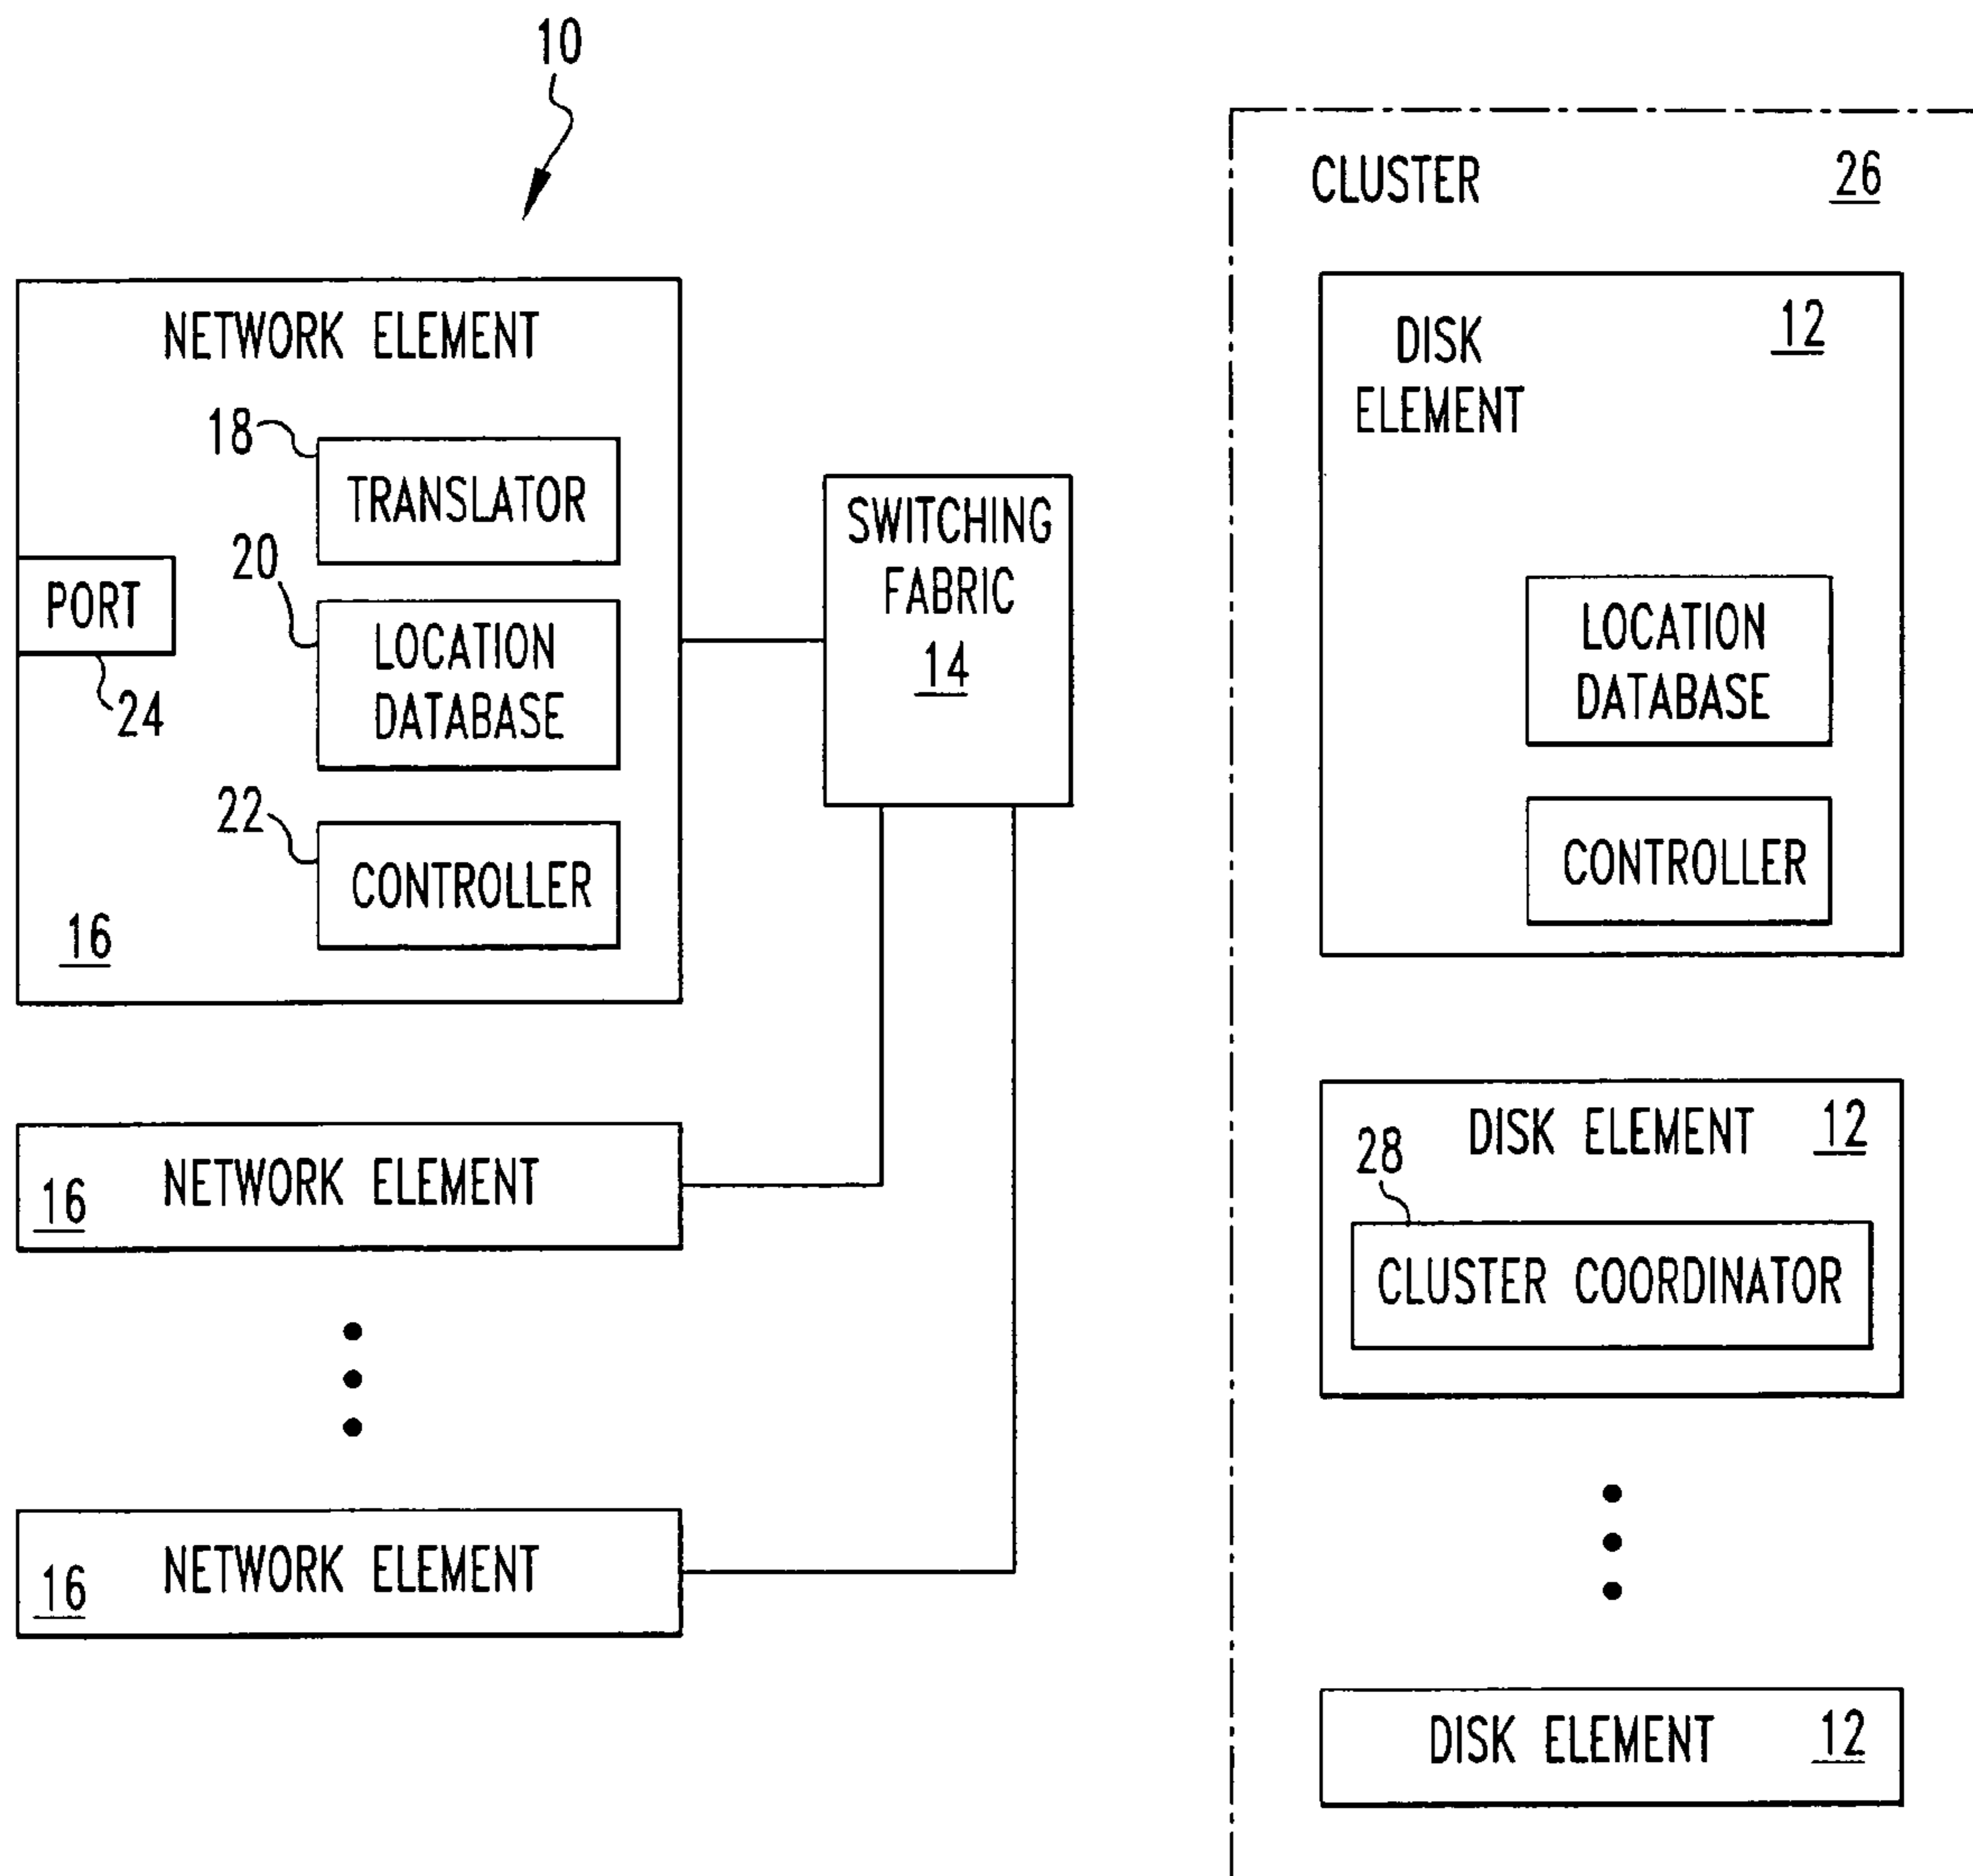 10
NETWORK ELEMENT
18
TRANSLATOR
20
LOCATION
DATABASE
PORT
24
22
CONTROLLER
16
SWITCHING
FABRIC
14
NETWORK ELEMENT
16
NETWORK ELEMENT
16
CLUSTER
26
DISK
ELEMENT
12
LOCATION
DATABASE
CONTROLLER
DISK ELEMENT
12
28
CLUSTER COORDINATOR
DISK ELEMENT
12